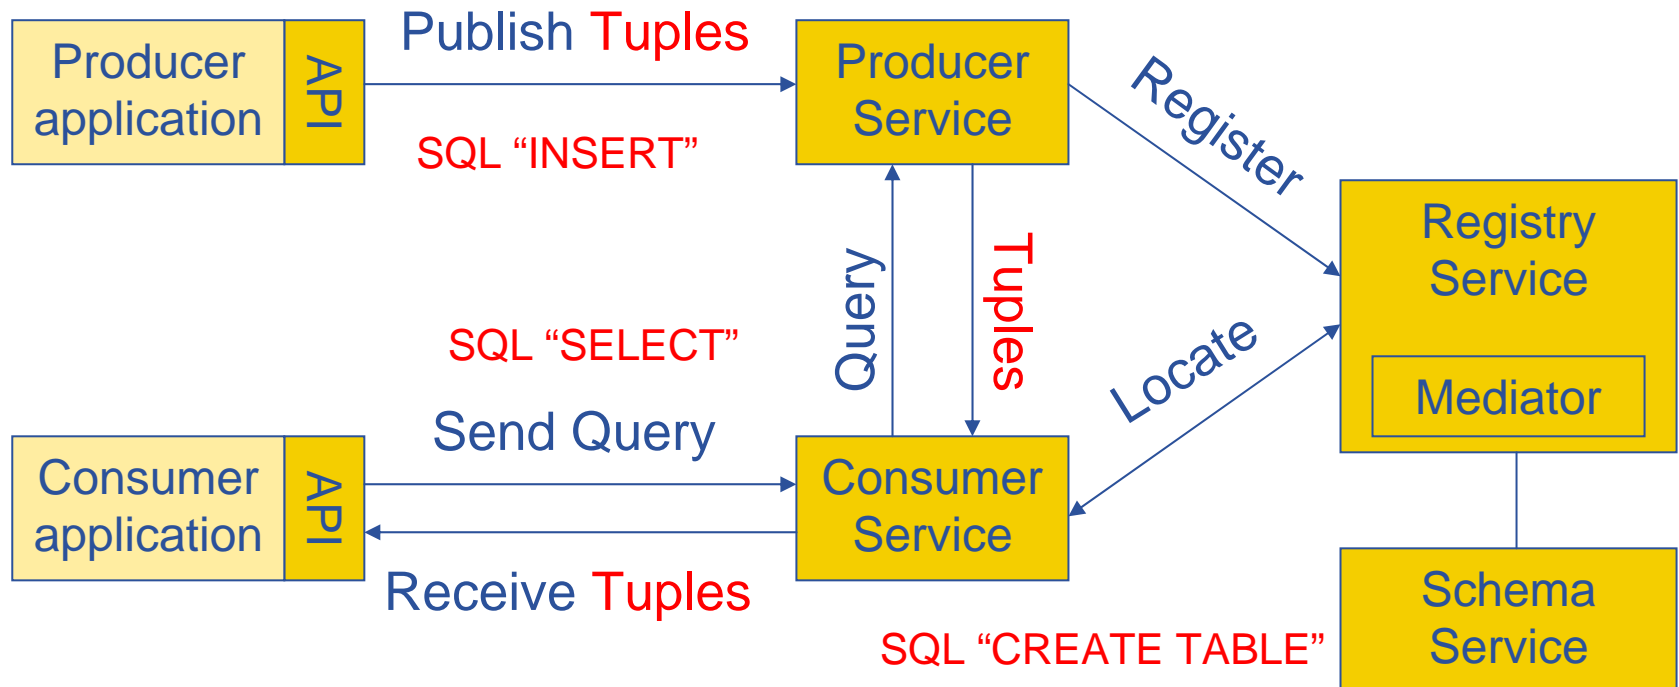 Publish Tuples
Producer
application
API
Producer
Service
SQL “INSERT”
Register
Registry
Service
Mediator
Query
Tuples
Locate
SQL “SELECT”
Send Query
Consumer
application
API
Consumer
Service
Receive Tuples
Schema
Service
SQL “CREATE TABLE”